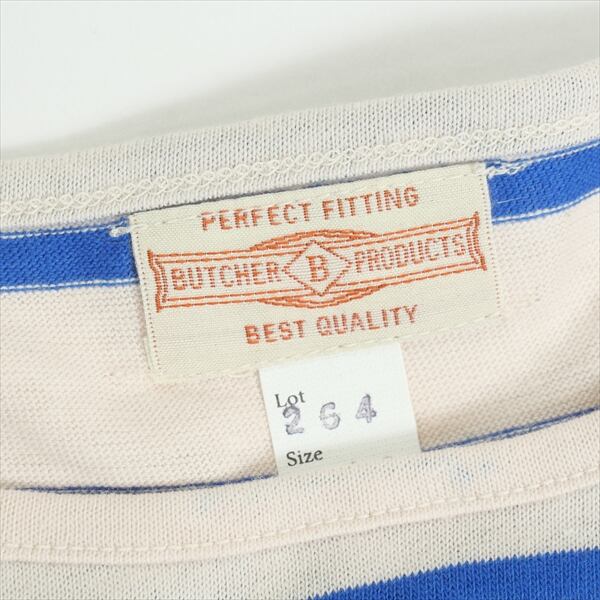 PERFECT FITTING
BUTCHER B PRODUCTS
BEST QUALITY
Lot
264
Size